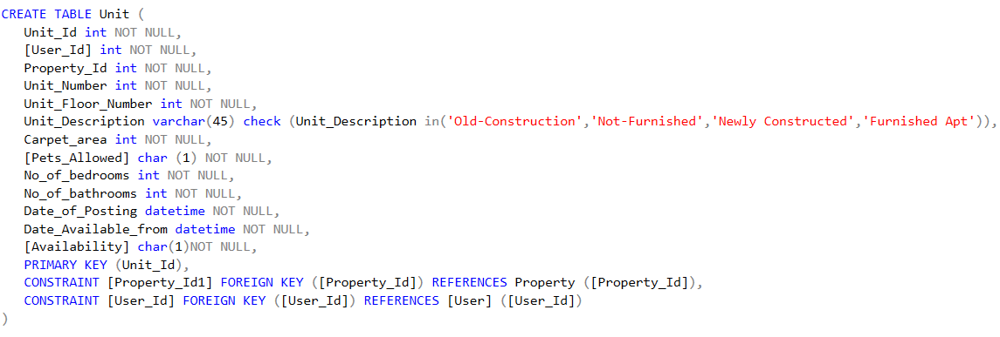 CREATE TABLE Unit (
Unit_Id int NOT NULL,
[User_Id] int NOT NULL,
Property_Id int NOT NULL,
Unit_Number int NOT NULL,
Unit_Floor_Number int NOT NULL,
Unit_Description varchar(45) check (Unit_Description in('Old-Construction','Not-Furnished','Newly Constructed','Furnished Apt')),
Carpet_area int NOT NULL,
[Pets_Allowed] char (1) NOT NULL,
No_of_bedrooms int NOT NULL,
No_of_bathrooms int NOT NULL,
Date_of_Posting datetime NOT NULL,
Date_Available_from datetime NOT NULL,
[Availability] char(1)NOT NULL,
PRIMARY KEY (Unit_Id),
CONSTRAINT [Property_Id1] FOREIGN KEY ([Property_Id]) REFERENCES Property ([Property_Id]),
CONSTRAINT [User_Id] FOREIGN KEY ([User_Id]) REFERENCES [User] ([User_Id])
)